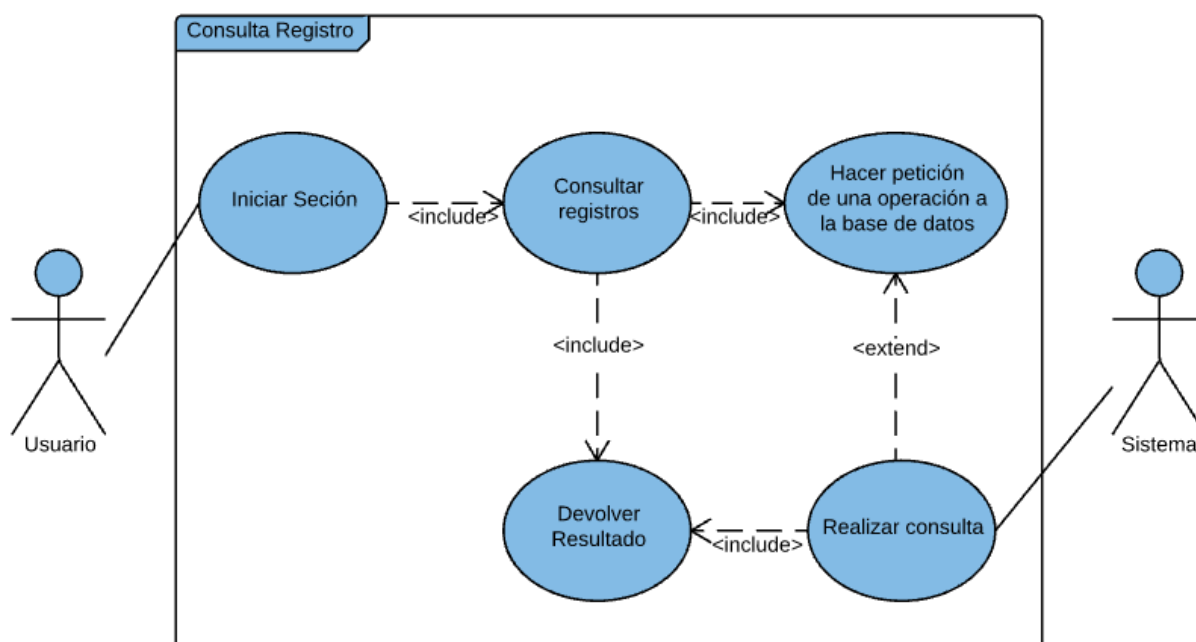 Consulta Registro
Iniciar Seción
<include>
Consultar
registros
<include>
Hacer petición
de una operación a
la base de datos
<include>
<extend>
Usuario
Sistema
Devolver
Resultado
<include>
Realizar consulta